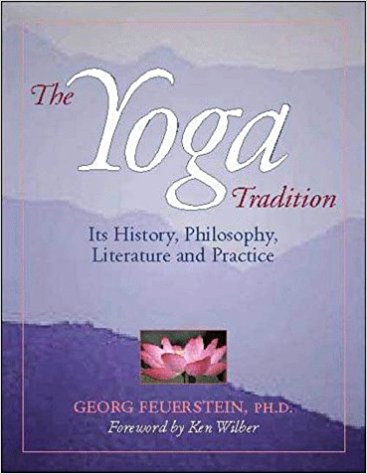 The
Yoga
Tradition
Its History, Philosophy,
Literature and Practice
GEORG FEUERSTEIN, PH.D.
Foreword by Ken Wilber